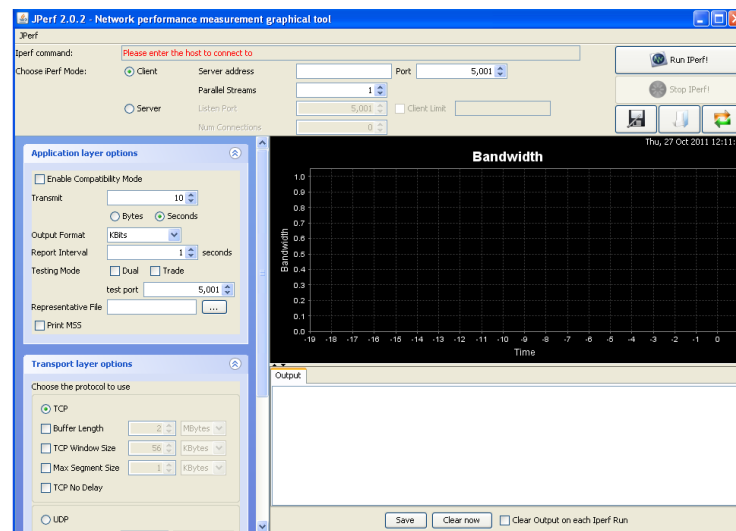 JPerf 2.0.2 - Network performance measurement graphical tool
JPerf
Iperf command: Please enter the host to connect to
Choose iPerf Mode: Client Server address Port 5,001
Parallel Streams 1
Server Listen Port 5,001 Client Limit
Num Connections 0
Run IPerf!
Stop IPerf!
Application layer options
Enable Compatibility Mode
Transmit 10
Bytes Seconds
Output Format KBits
Report Interval 1 seconds
Testing Mode Dual Trade
test port 5,001
Representative File ...
Print MSS
Transport layer options
Choose the protocol to use
TCP
Buffer Length 2 MBytes
TCP Window Size 56 KBytes
Max Segment Size 1 KBytes
TCP No Delay
UDP
Thu, 27 Oct 2011 12:11:
Bandwidth
1.0
0.9
0.8
0.7
0.6
0.5
0.4
0.3
0.2
0.1
0.0
Bandwidth
-19 -18 -17 -16 -15 -14 -13 -12 -11 -10 -9 -8 -7 -6 -5 -4 -3 -2 -1 0
Time
Output
Save Clear now Clear Output on each Iperf Run